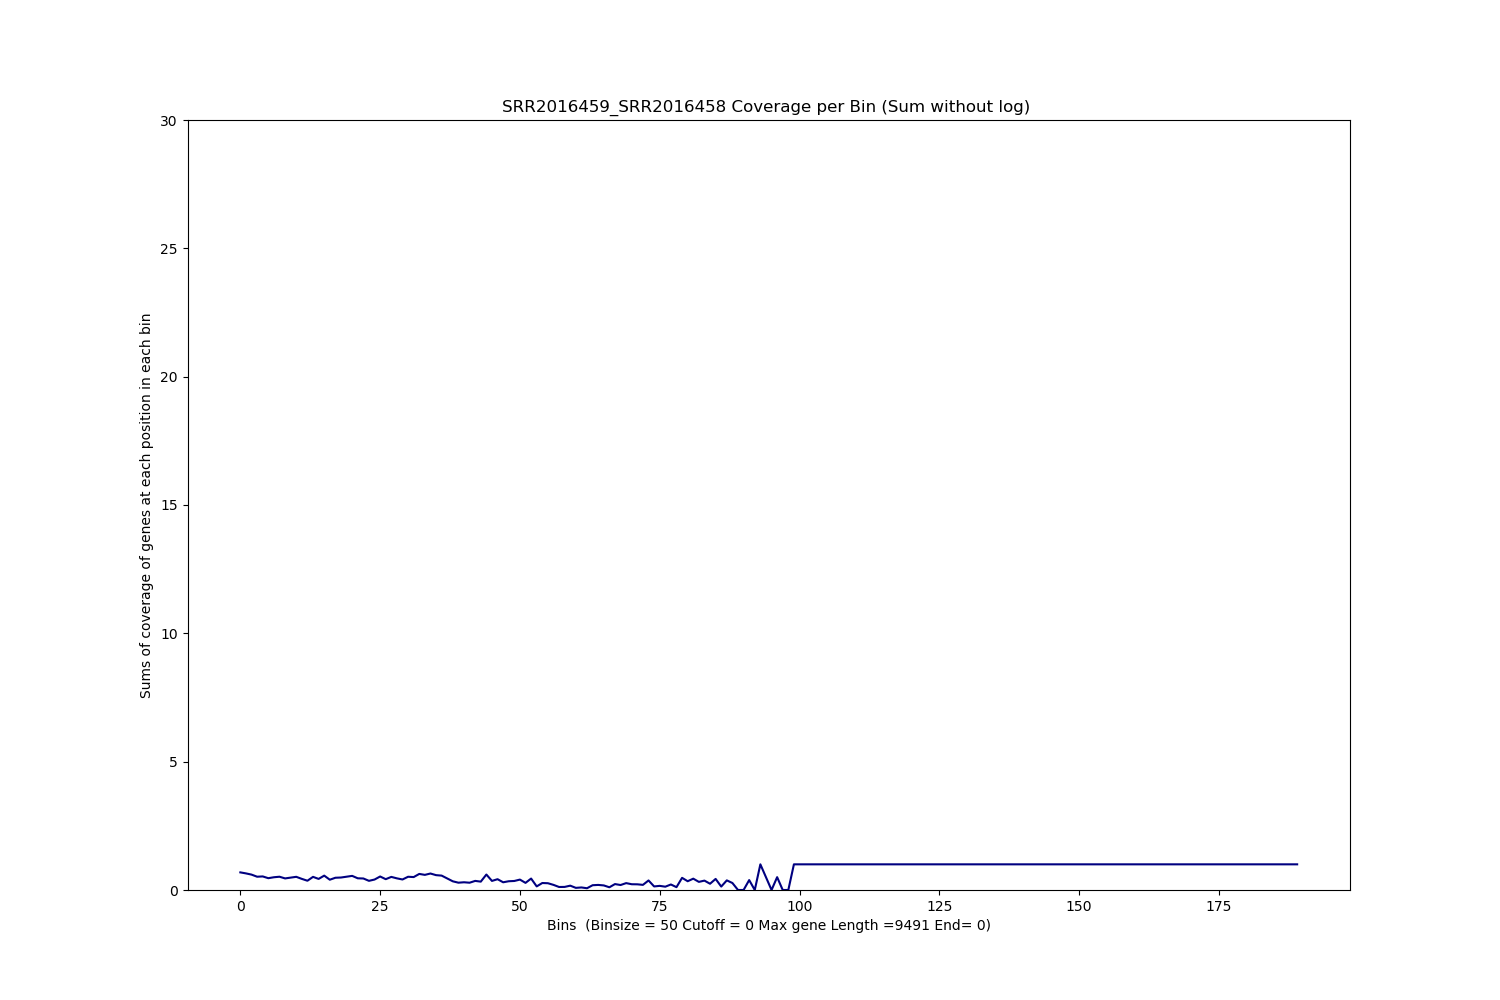 SRR2016459_SRR2016458 Coverage per Bin (Sum without log)
30
25
20
15
10
5
0
Sums of coverage of genes at each position in each bin
0 25 50 75 100 125 150 175
Bins  (Binsize = 50 Cutoff = 0 Max gene Length =9491 End= 0)